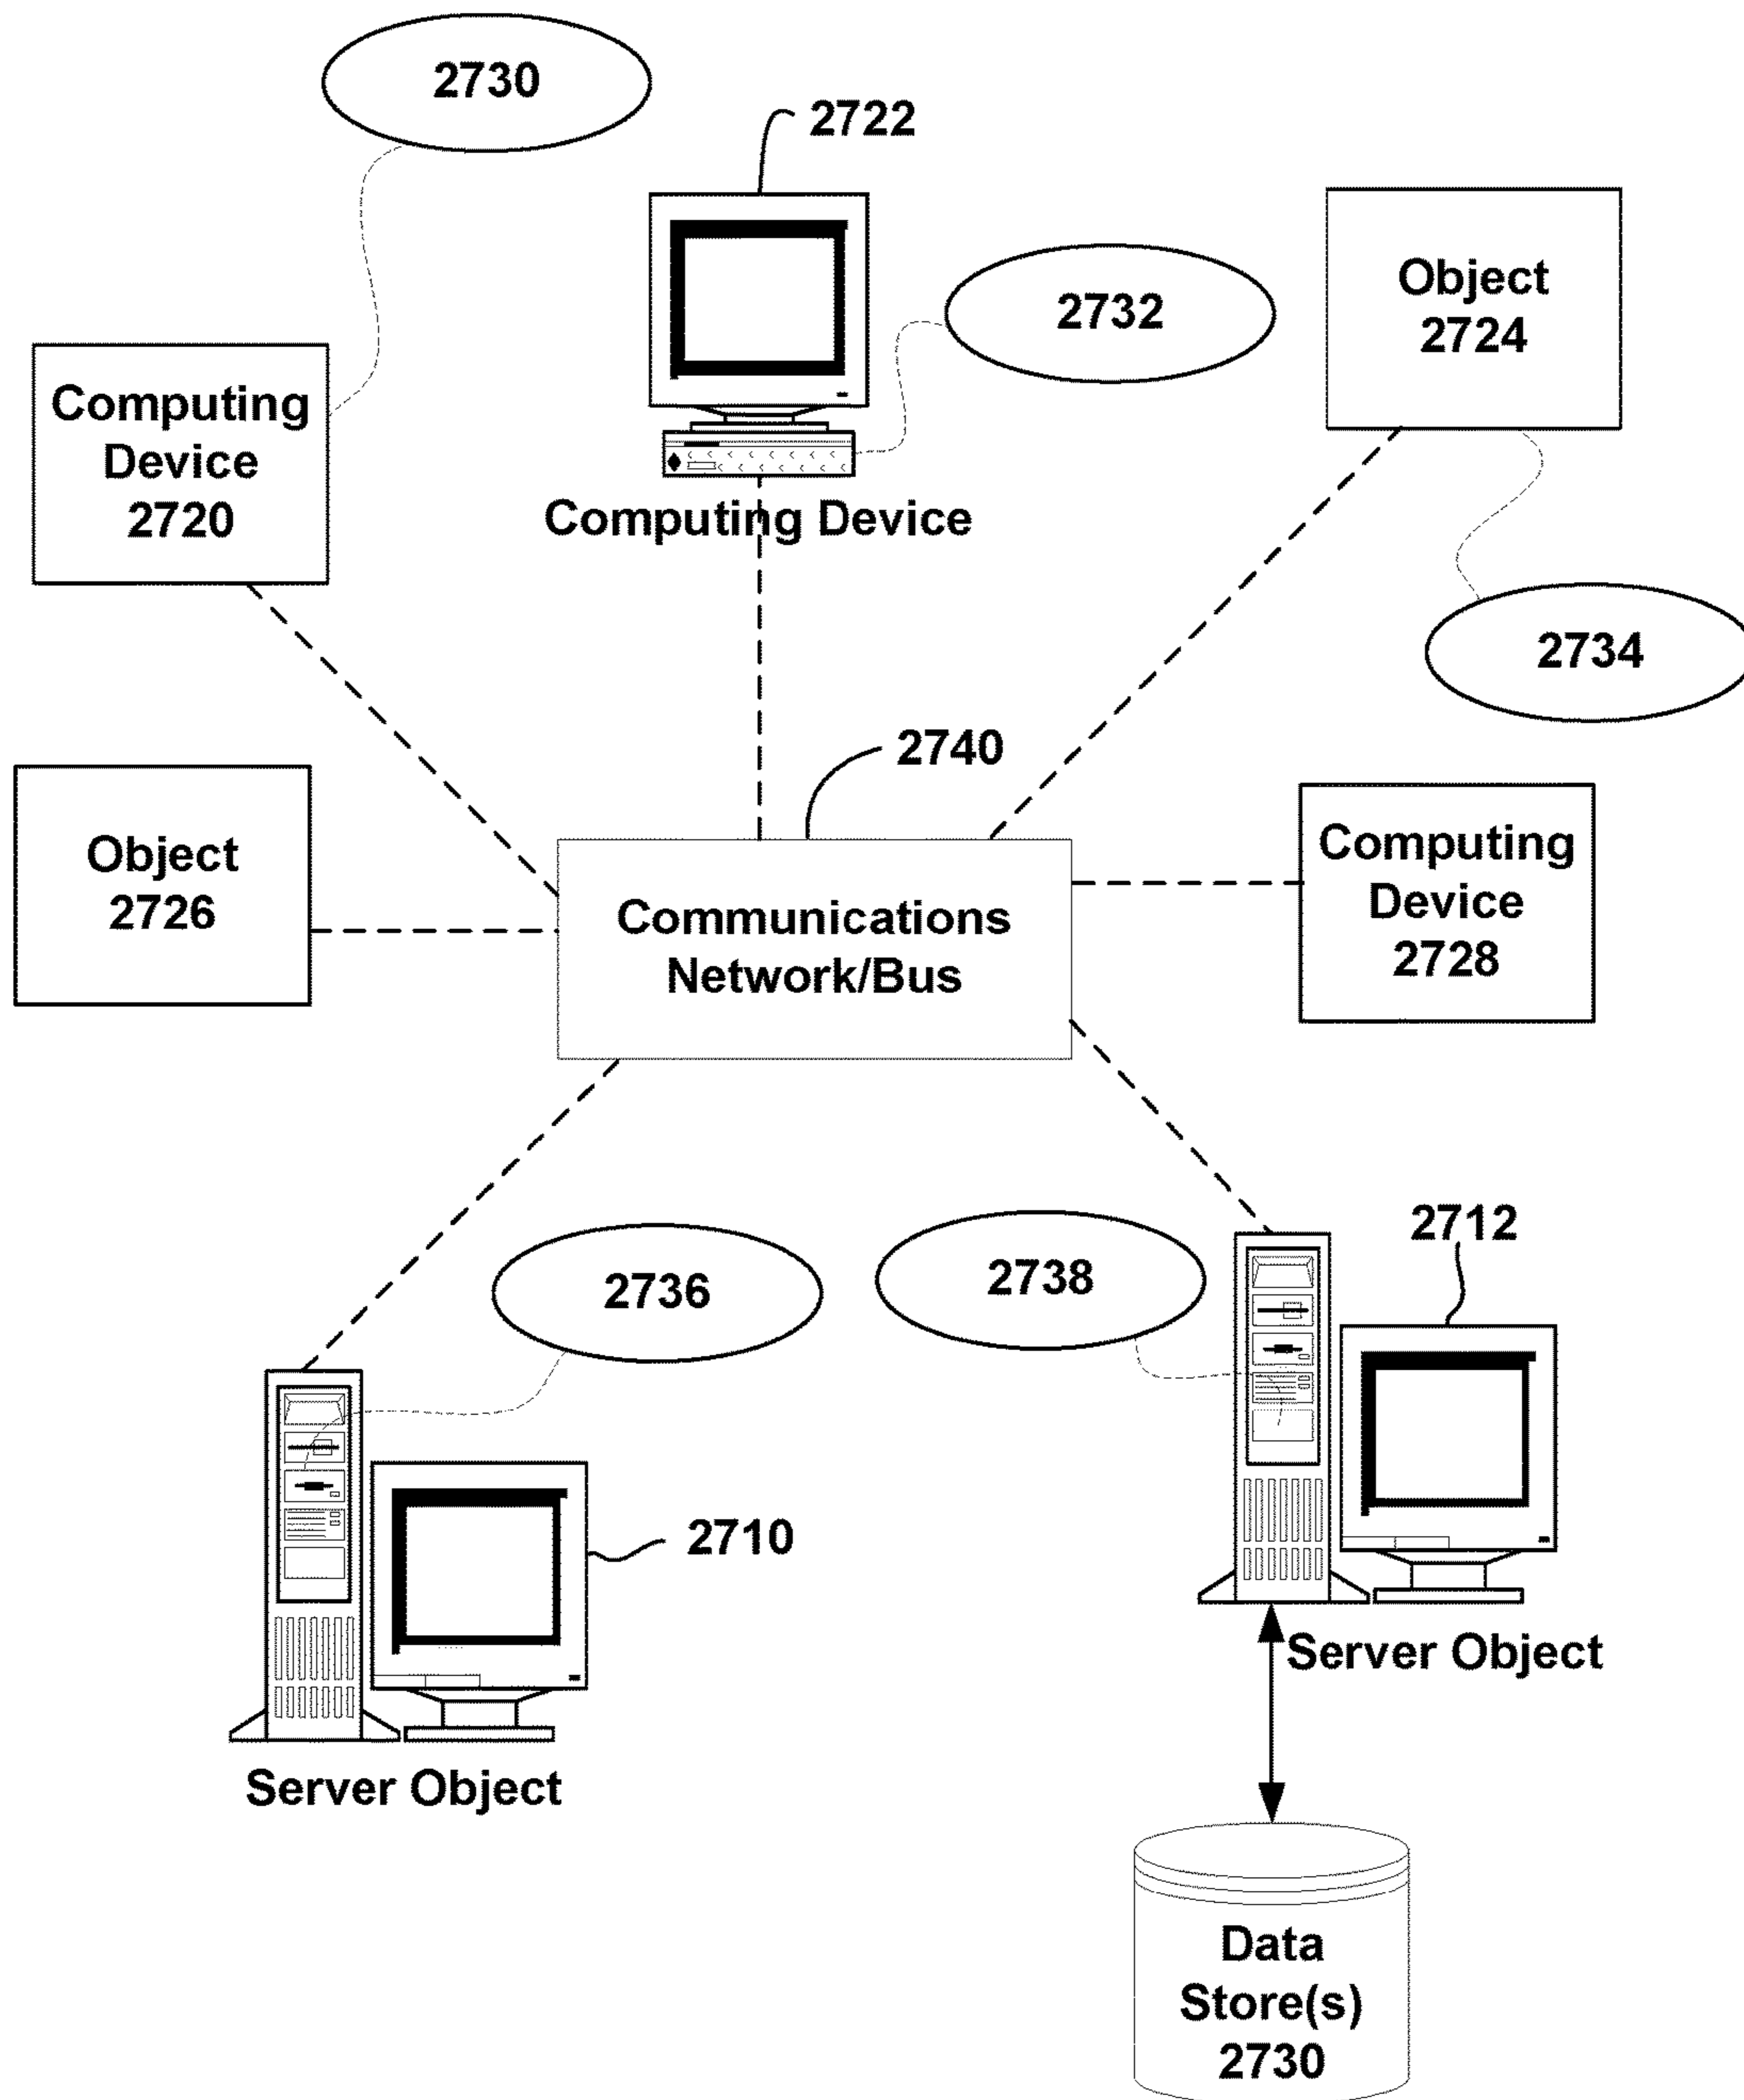 2730
2722
2732
Object
2724
Computing
Device
2720
Computing Device
2734
2740
Object
2726
Communications
Network/Bus
Computing
Device
2728
2736
2738
2712
2710
Server Object
Server Object
Data
Store(s)
2730